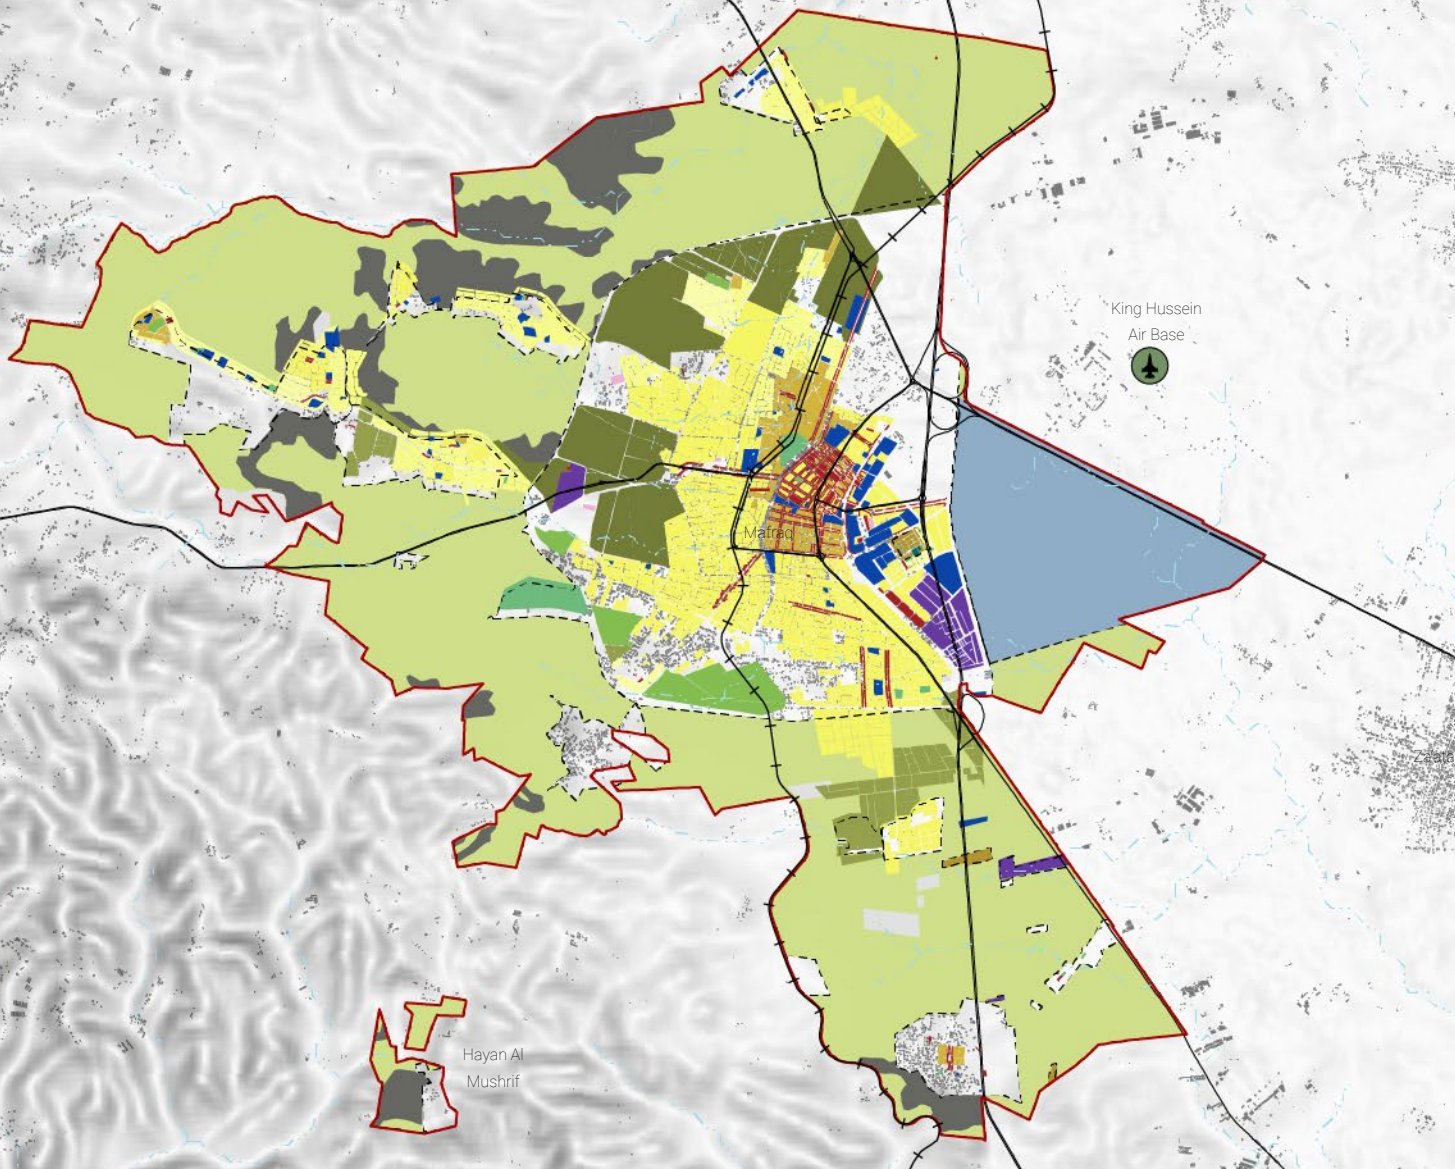 King Hussein
Air Base
Mafraq
Hayan Al
Mushrif